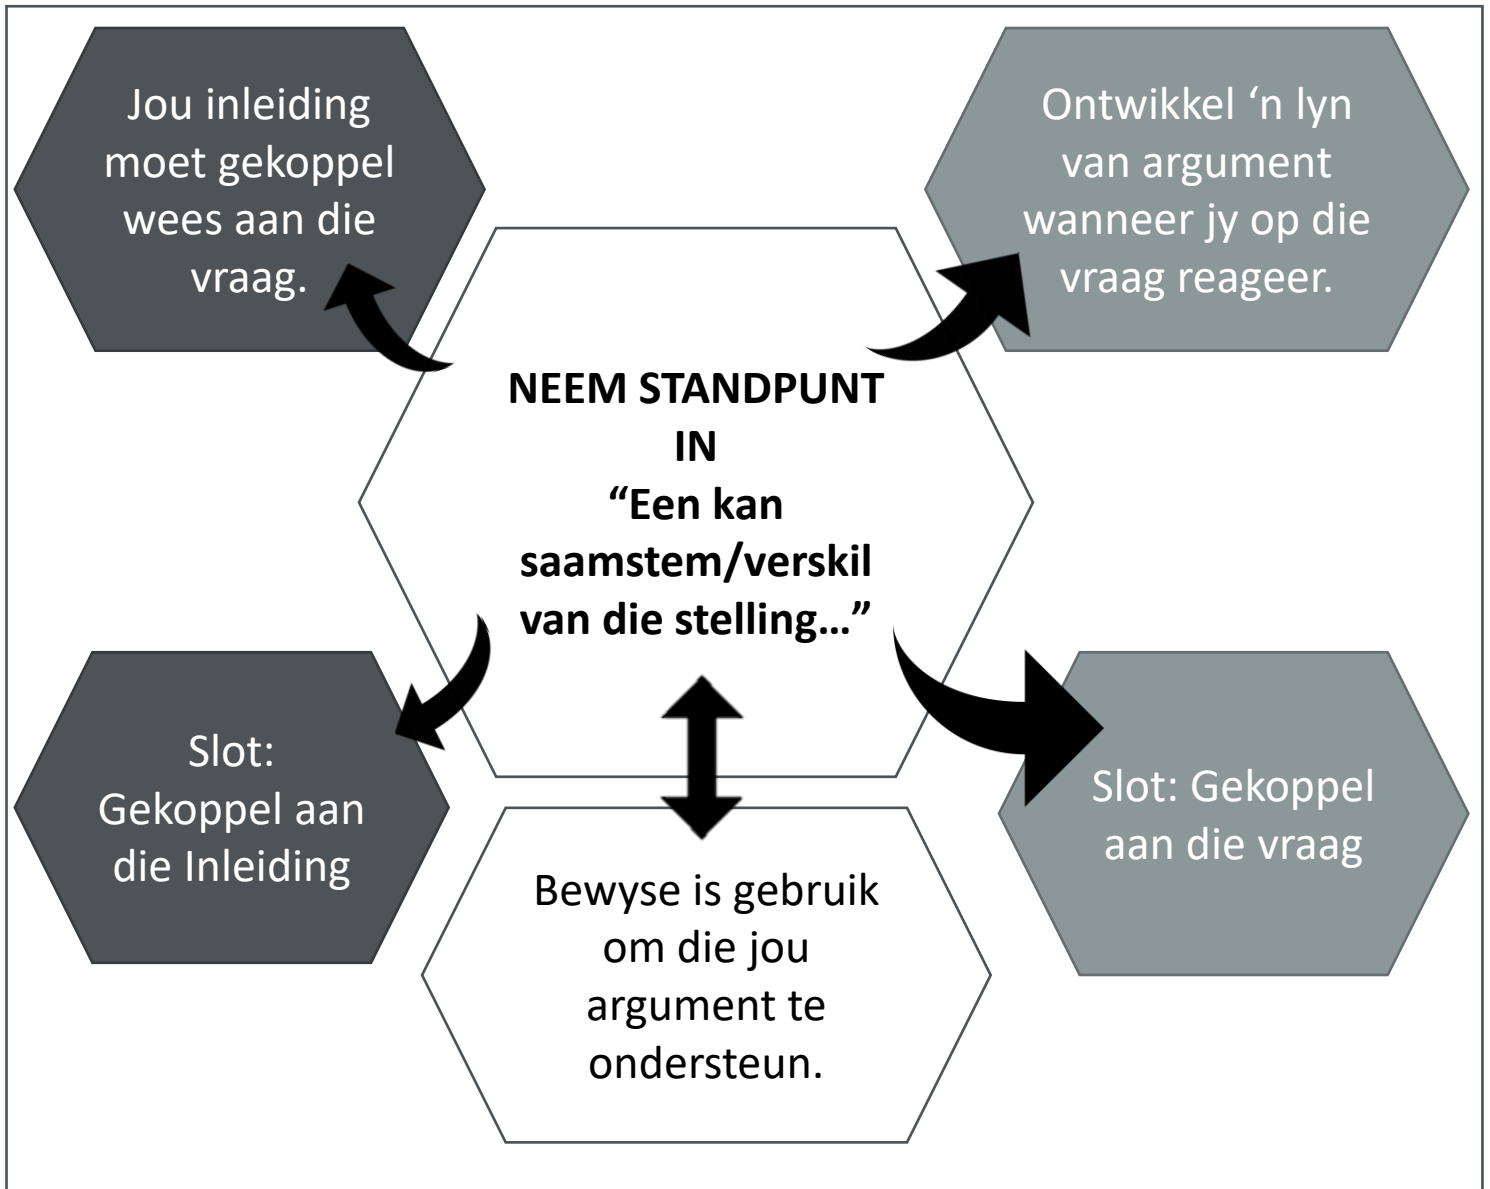 Jou inleiding
moet gekoppel
wees aan die
vraag.
Ontwikkel ‘n lyn
van argument
wanneer jy op die
vraag reageer.
NEEM STANDPUNT
IN
“Een kan
saamstem/verskil
van die stelling…”
Slot:
Gekoppel aan
die Inleiding
Slot: Gekoppel
aan die vraag
Bewyse is gebruik
om die jou
argument te
ondersteun.